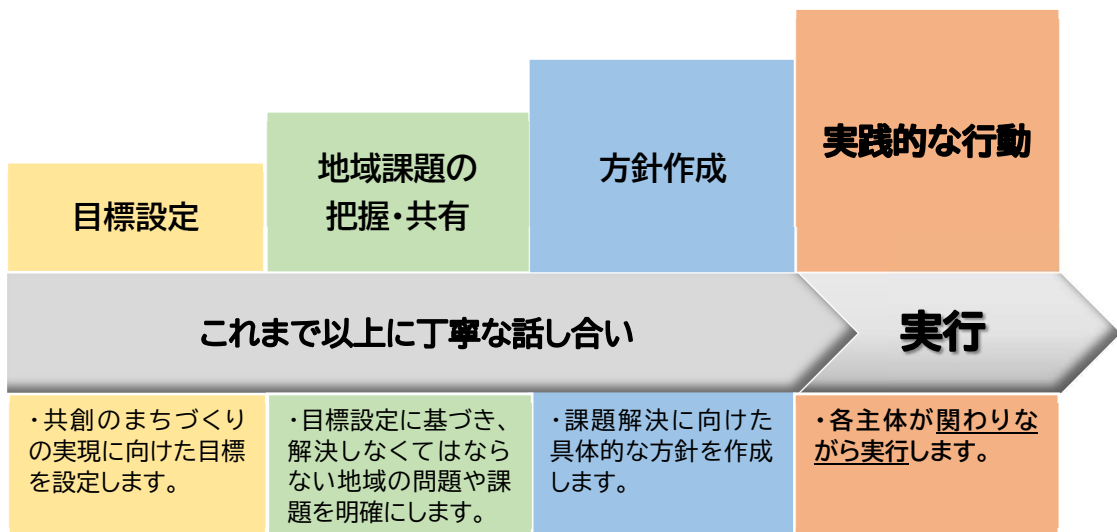 目標設定
地域課題の
把握・共有
方針作成
実践的な行動
これまで以上に丁寧な話し合い
実行
・共創のまちづくり
の実現に向けた目標
を設定します。
・目標設定に基づき、
解決しなくてはなら
ない地域の問題や課
題を明確にします。
・課題解決に向けた
具体的な方針を作成
します。
・各主体が関わりな
がら実行します。